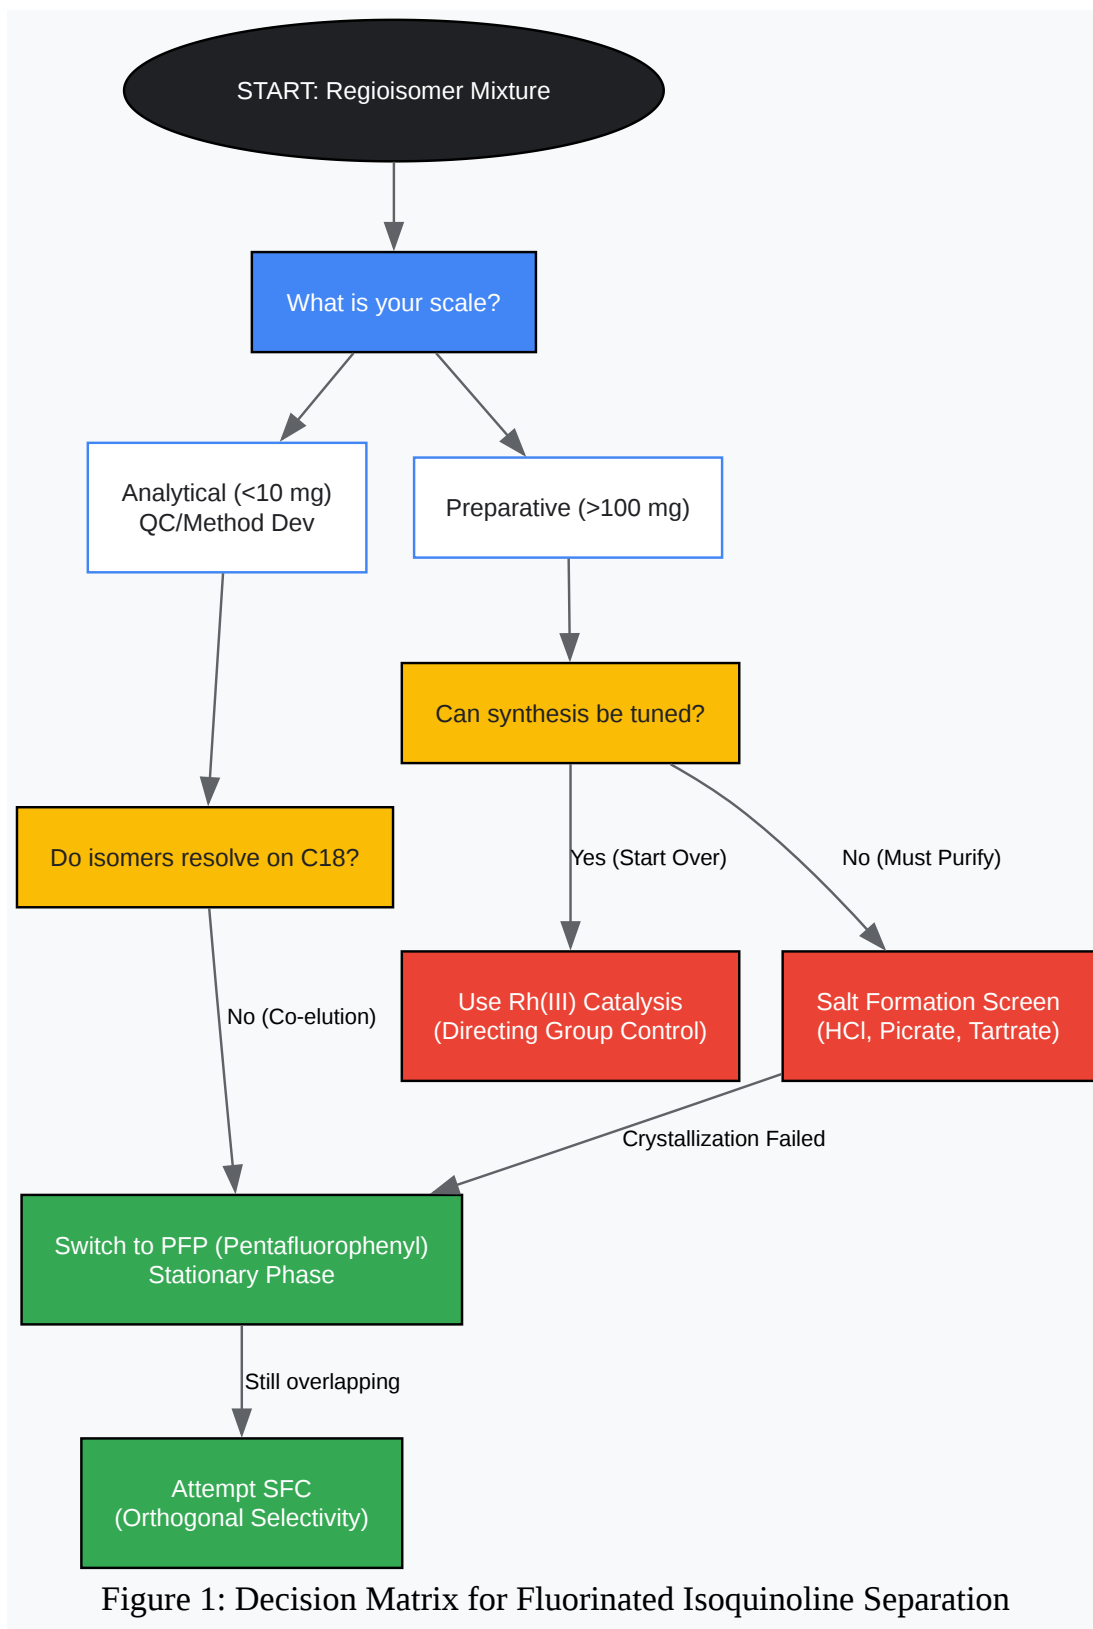 START: Regioisomer Mixture
What is your scale?
Analytical (<10 mg)
QC/Method Dev
Preparative (>100 mg)
Can synthesis be tuned?
Do isomers resolve on C18?
Yes (Start Over)
No (Must Purify)
Use Rh(III) Catalysis
(Directing Group Control)
Salt Formation Screen
(HCl, Picrate, Tartrate)
No (Co-elution)
Crystallization Failed
Switch to PFP (Pentafluorophenyl)
Stationary Phase
Still overlapping
Attempt SFC
(Orthogonal Selectivity)
Figure 1: Decision Matrix for Fluorinated Isoquinoline Separation